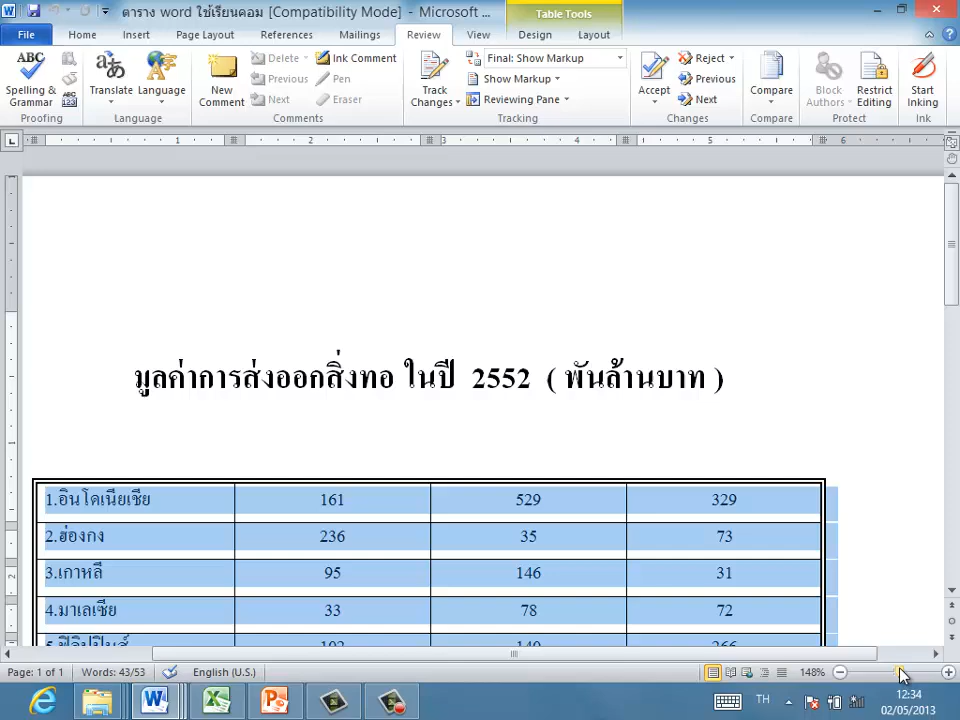 ตาราง word ใช้เรียนคอม [Compatibility Mode] - Microsoft ...
Table Tools
File Home Insert Page Layout References Mailings Review View Design Layout
Spelling & Grammar
Proofing
Translate Language
Language
New Comment
Delete Previous Next
Ink Comment Pen Eraser
Comments
Track Changes
Final: Show Markup
Show Markup
Reviewing Pane
Tracking
Accept
Reject
Previous
Next
Changes
Compare
Compare
Block Authors
Restrict Editing
Protect
Start Inking
Ink
มูลค่าการส่งออกสิ่งทอ ในปี 2552 ( พันล้านบาท )
1.อินโดเนียเซีย 161 529 329
2.ฮ่องกง 236 35 73
3.เกาหลี 95 146 31
4.มาเลเซีย 33 78 72
Page: 1 of 1 Words: 43/53 English (U.S.) 148%
TH 12:34
02/05/2013